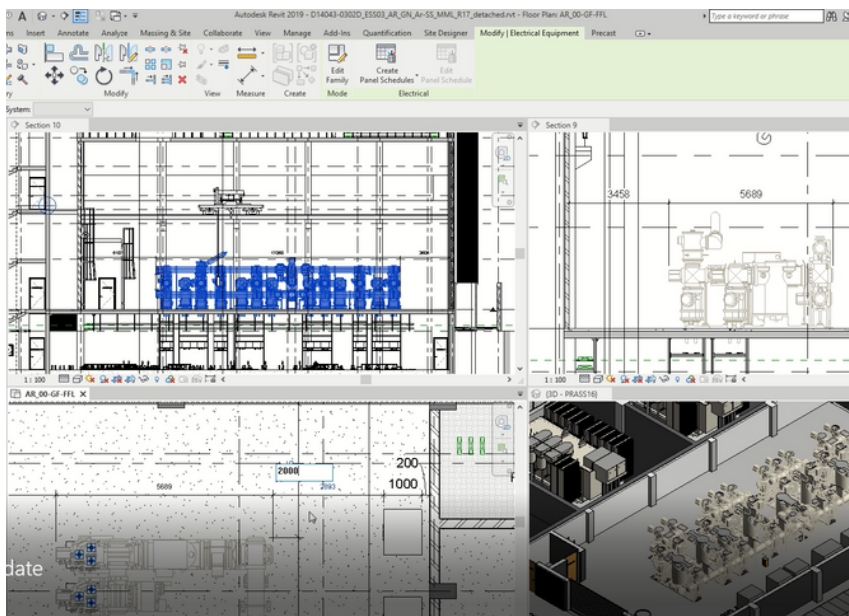 Autodesk Revit 2019 - D14043-0302D_ESS03_AR_GN_Ar-SS_MML_R17_detached.rvt - Floor Plan: AR_00-GF-FFL
Type a keyword or phrase
ns Insert Annotate Analyze Massing & Site Collaborate View Manage Add-Ins Quantification Site Designer Modify | Electrical Equipment Precast
Edit Family
Create Panel Schedules
Edit Panel Schedule
Modify View Measure Create Mode Electrical
System:
Section 10
Section 9
3458 5689
1 : 100
1 : 100
AR_00-GF-FFL
{3D - PRASS16}
2000
200
5689
2893
1000
date